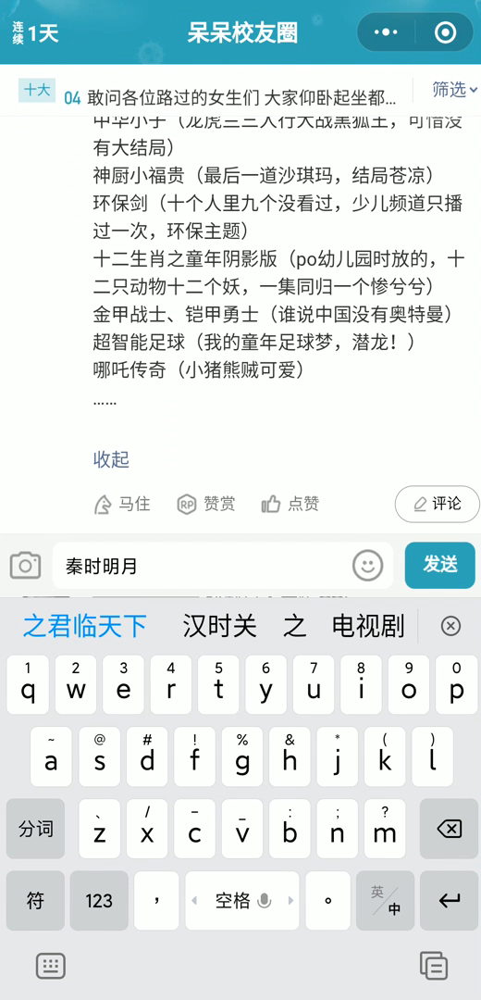 连续 1天
呆呆校友圈
十大 04 敢问各位路过的女生们 大家仰卧起坐都... 筛选
中华小子（龙虎三三人行大战黑狐王，可惜没
有大结局）
神厨小福贵（最后一道沙琪玛，结局苍凉）
环保剑（十个人里九个没看过，少儿频道只播
过一次，环保主题）
十二生肖之童年阴影版（po幼儿园时放的，十
二只动物十二个妖，一集同归一个惨兮兮）
金甲战士、铠甲勇士（谁说中国没有奥特曼）
超智能足球（我的童年足球梦，潜龙！）
哪吒传奇（小猪熊贼可爱）
......
收起
马住 RP 赞赏 点赞 评论
秦时明月 发送
之君临天下 汉时关 之 电视剧
1 2 3 4 5 6 7 8 9 0
q w e r t y u i o p
~ @ # ! % & * ( )
a s d f g h j k l
、 / – _ : ; ?
分词 z x c v b n m
符 123 ， 空格 。 英/中